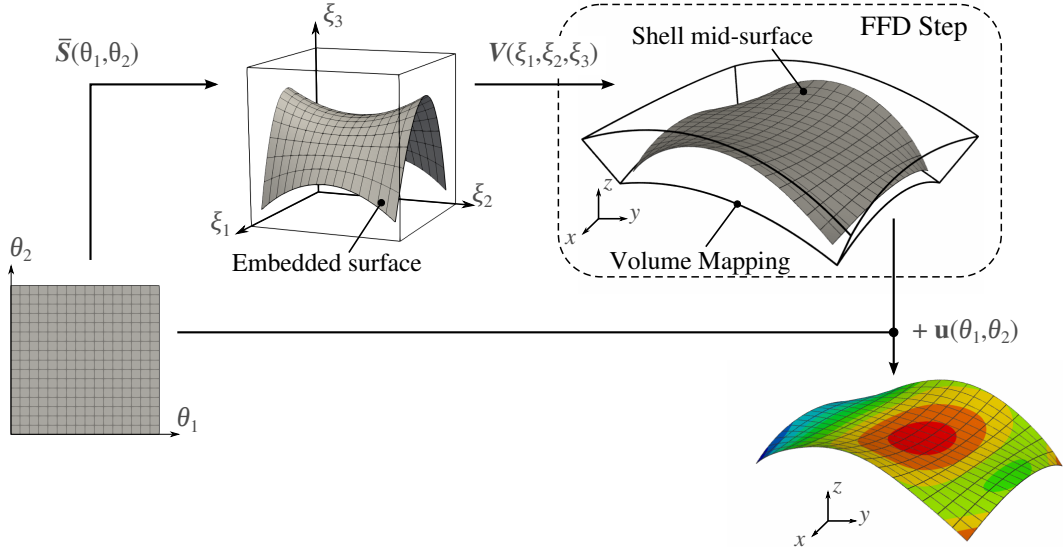 S̄(θ₁,θ₂)
ξ₃
ξ₁
ξ₂
Embedded surface
V(ξ₁,ξ₂,ξ₃)
FFD Step
Shell mid-surface
z
y
x
Volume Mapping
θ₂
θ₁
+ u(θ₁,θ₂)
z
y
x